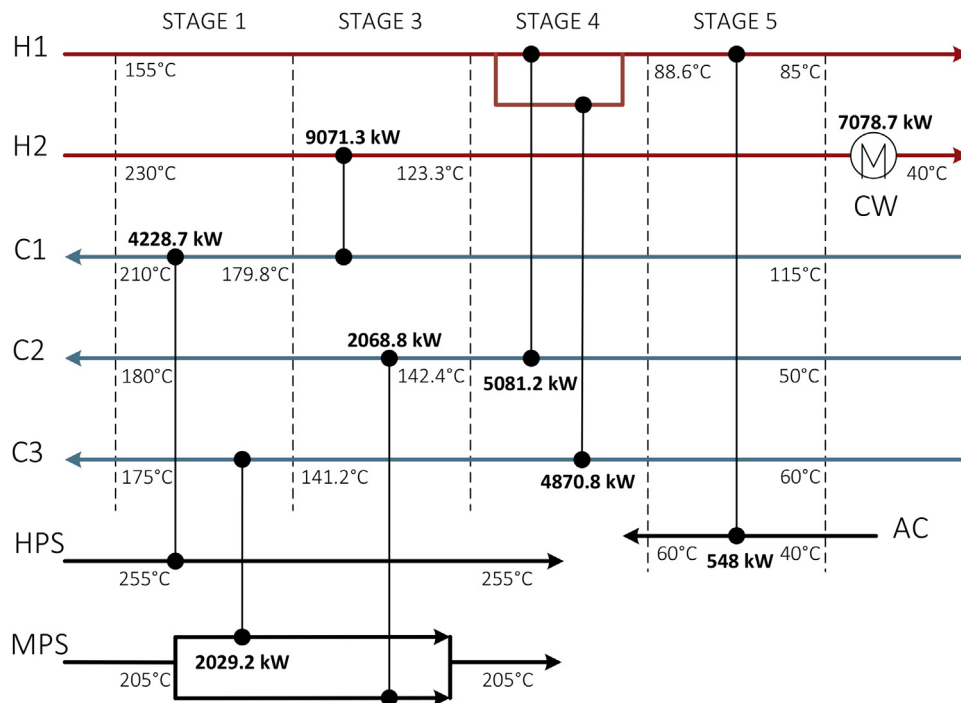 STAGE 1 STAGE 3 STAGE 4 STAGE 5
H1
155°C 88.6°C 85°C
9071.3 kW 7078.7 kW
H2
230°C 123.3°C 40°C
CW
4228.7 kW
C1
210°C 179.8°C 115°C
2068.8 kW
C2
180°C 142.4°C 5081.2 kW 50°C
C3
175°C 141.2°C 4870.8 kW 60°C
AC
HPS
60°C 548 kW 40°C
255°C 255°C
MPS
2029.2 kW
205°C 205°C